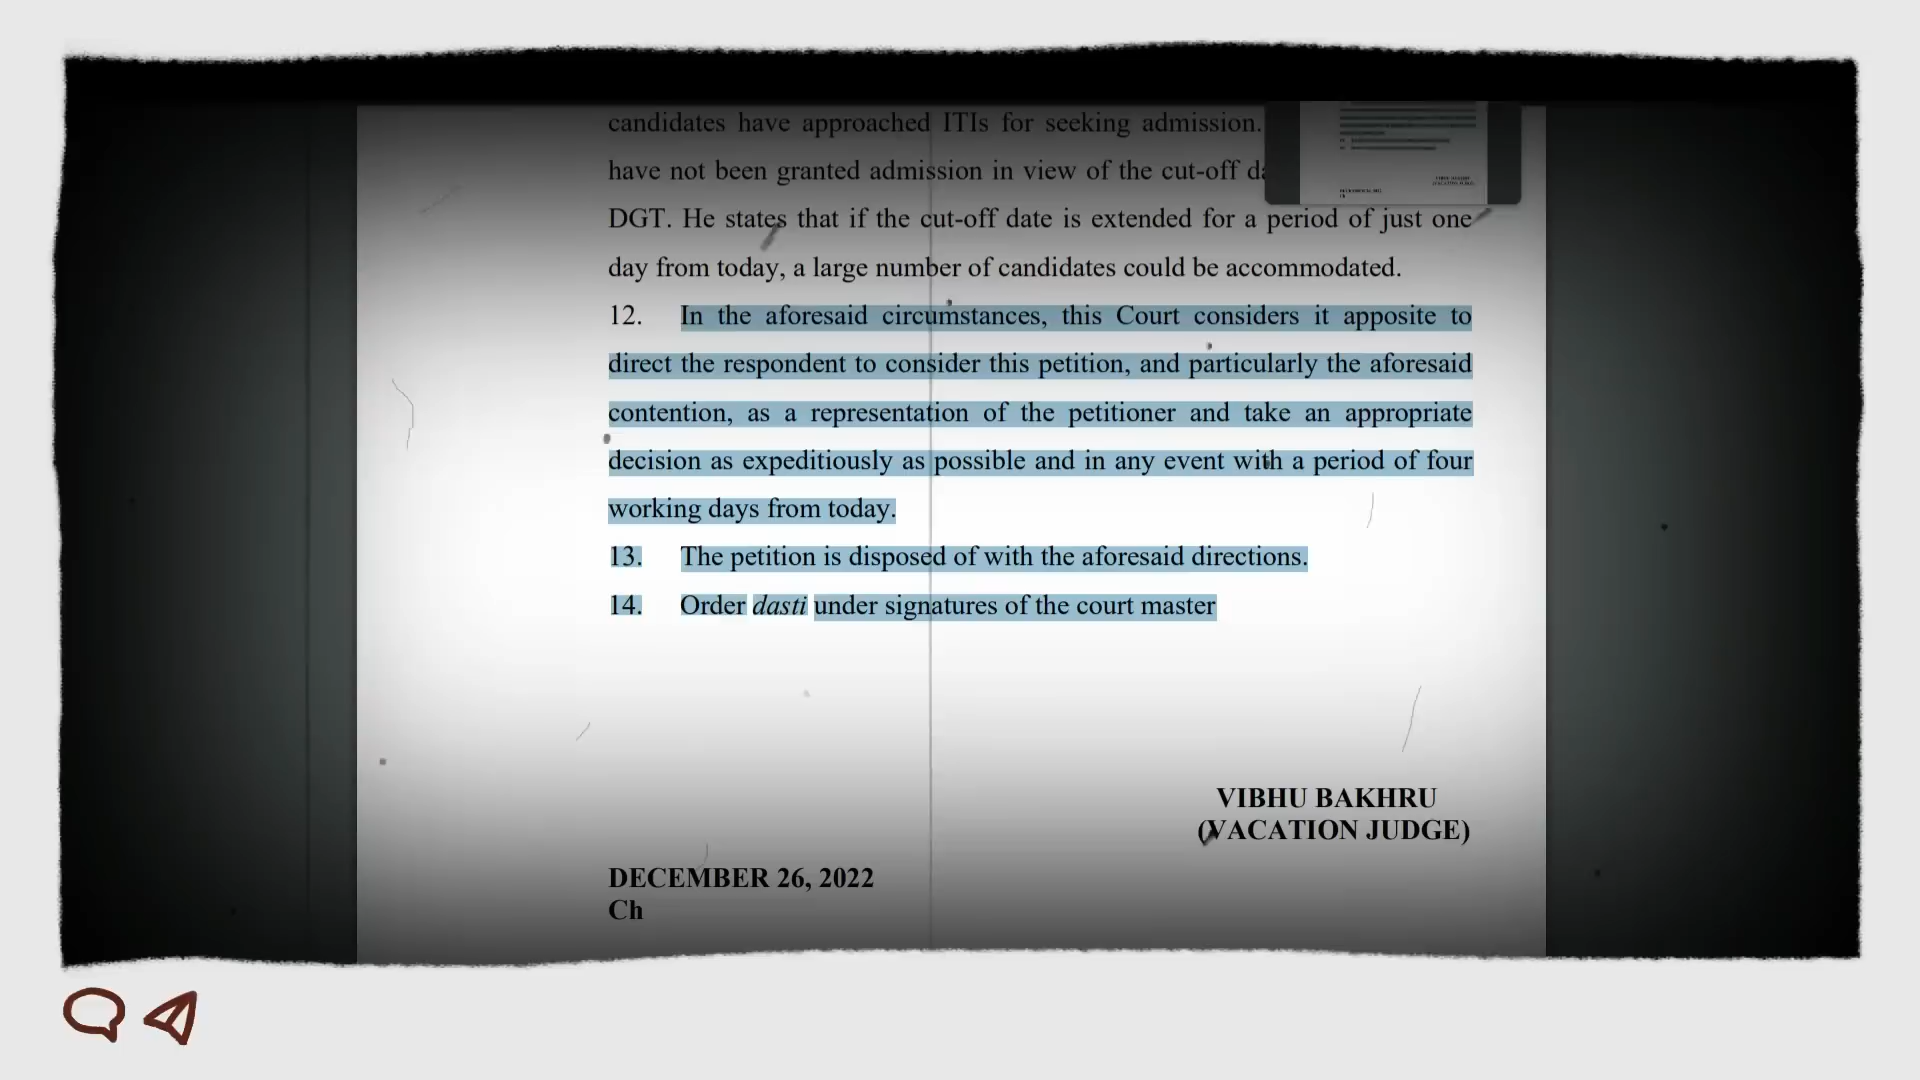 candidates have approached ITIs for seeking admission.
have not been granted admission in view of the cut-off
DGT. He states that if the cut-off date is extended for a period of just one
day from today, a large number of candidates could be accommodated.
12. In the aforesaid circumstances, this Court considers it apposite to
direct the respondent to consider this petition, and particularly the aforesaid
contention, as a representation of the petitioner and take an appropriate
decision as expeditiously as possible and in any event with a period of four
working days from today.
13. The petition is disposed of with the aforesaid directions.
14. Order dasti under signatures of the court master
VIBHU BAKHRU
(VACATION JUDGE)
DECEMBER 26, 2022
Ch